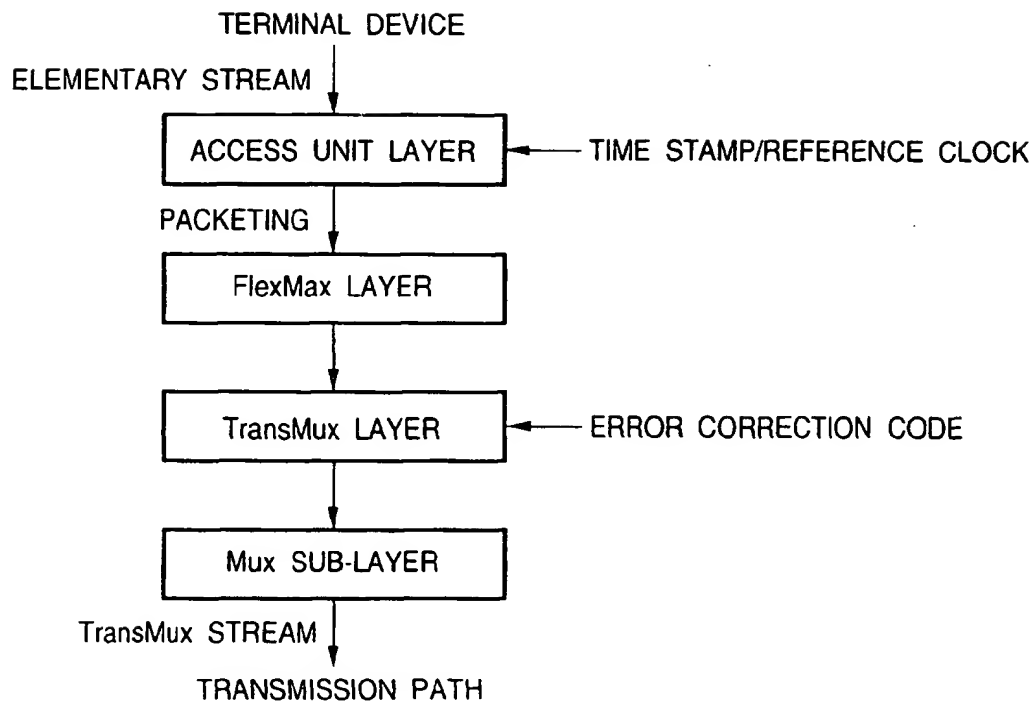 TERMINAL DEVICE
ELEMENTARY STREAM
ACCESS UNIT LAYER
TIME STAMP/REFERENCE CLOCK
PACKETING
FlexMax LAYER
TransMux LAYER
ERROR CORRECTION CODE
Mux SUB-LAYER
TransMux STREAM
TRANSMISSION PATH